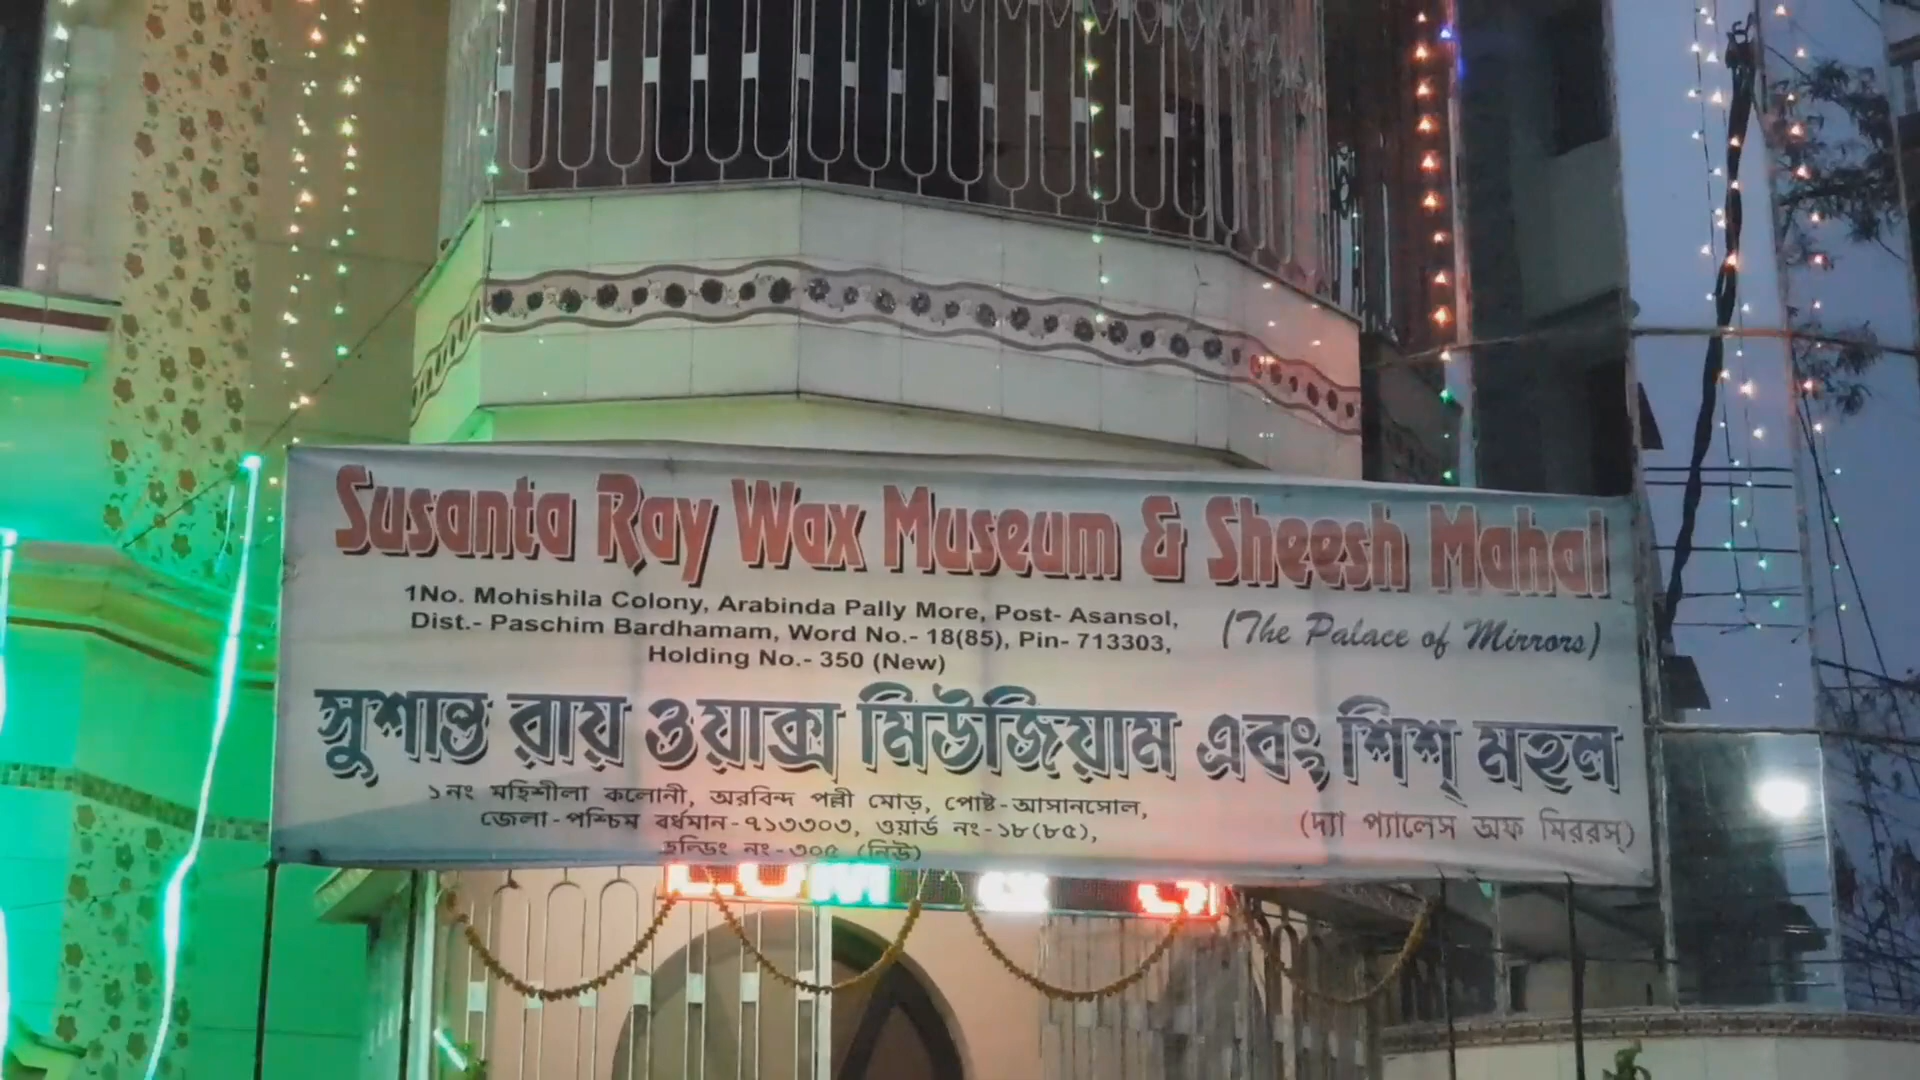 Susanta Ray Wax Museum & Sheesh Mahal
1No. Mohishila Colony, Arabinda Pally More, Post- Asansol,
Dist.- Paschim Bardhamam, Word No.- 18(85), Pin- 713303,
Holding No.- 350 (New)
(The Palace of Mirrors)
সুশান্ত রায় ওয়াক্স মিউজিয়াম এবং শিশ্ মহল
১নং মহিশীলা কলোনী, অরবিন্দ পল্লী মোড়, পোষ্ট-আসানসোল,
জেলা-পশ্চিম বর্ধমান-৭১৩৩০৩, ওয়ার্ড নং-১৮(৮৫),
হল্ডিং নং-৩০৫ (নিউ)
(দ্যা প্যালেস অফ মিররস্)